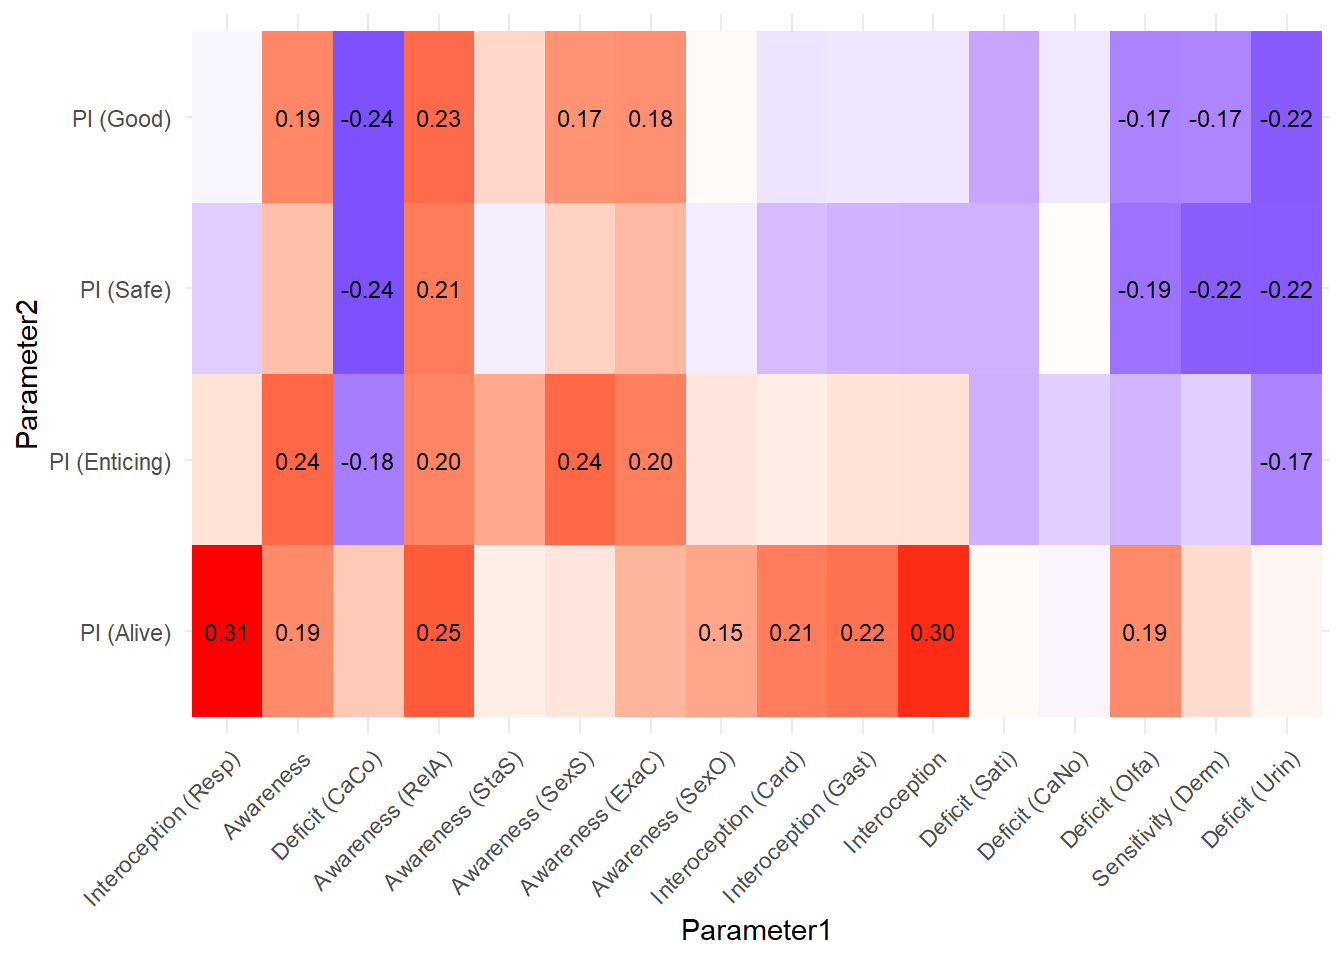 PI (Good)
0.19
-0.24
0.23
0.17
0.18
-0.17
-0.17
-0.22
PI (Safe)
-0.24
0.21
-0.19
-0.22
-0.22
PI (Enticing)
0.24
-0.18
0.20
0.24
0.20
-0.17
PI (Alive)
0.31
0.19
0.25
0.15
0.21
0.22
0.30
0.19
Parameter2
Interoception (Resp)
Awareness
Deficit (CaCo)
Awareness (RelA)
Awareness (StaS)
Awareness (SexS)
Awareness (ExaC)
Awareness (SexO)
Interoception (Card)
Interoception (Gast)
Interoception
Deficit (Sati)
Deficit (CaNo)
Deficit (Olfa)
Sensitivity (Derm)
Deficit (Urin)
Parameter1